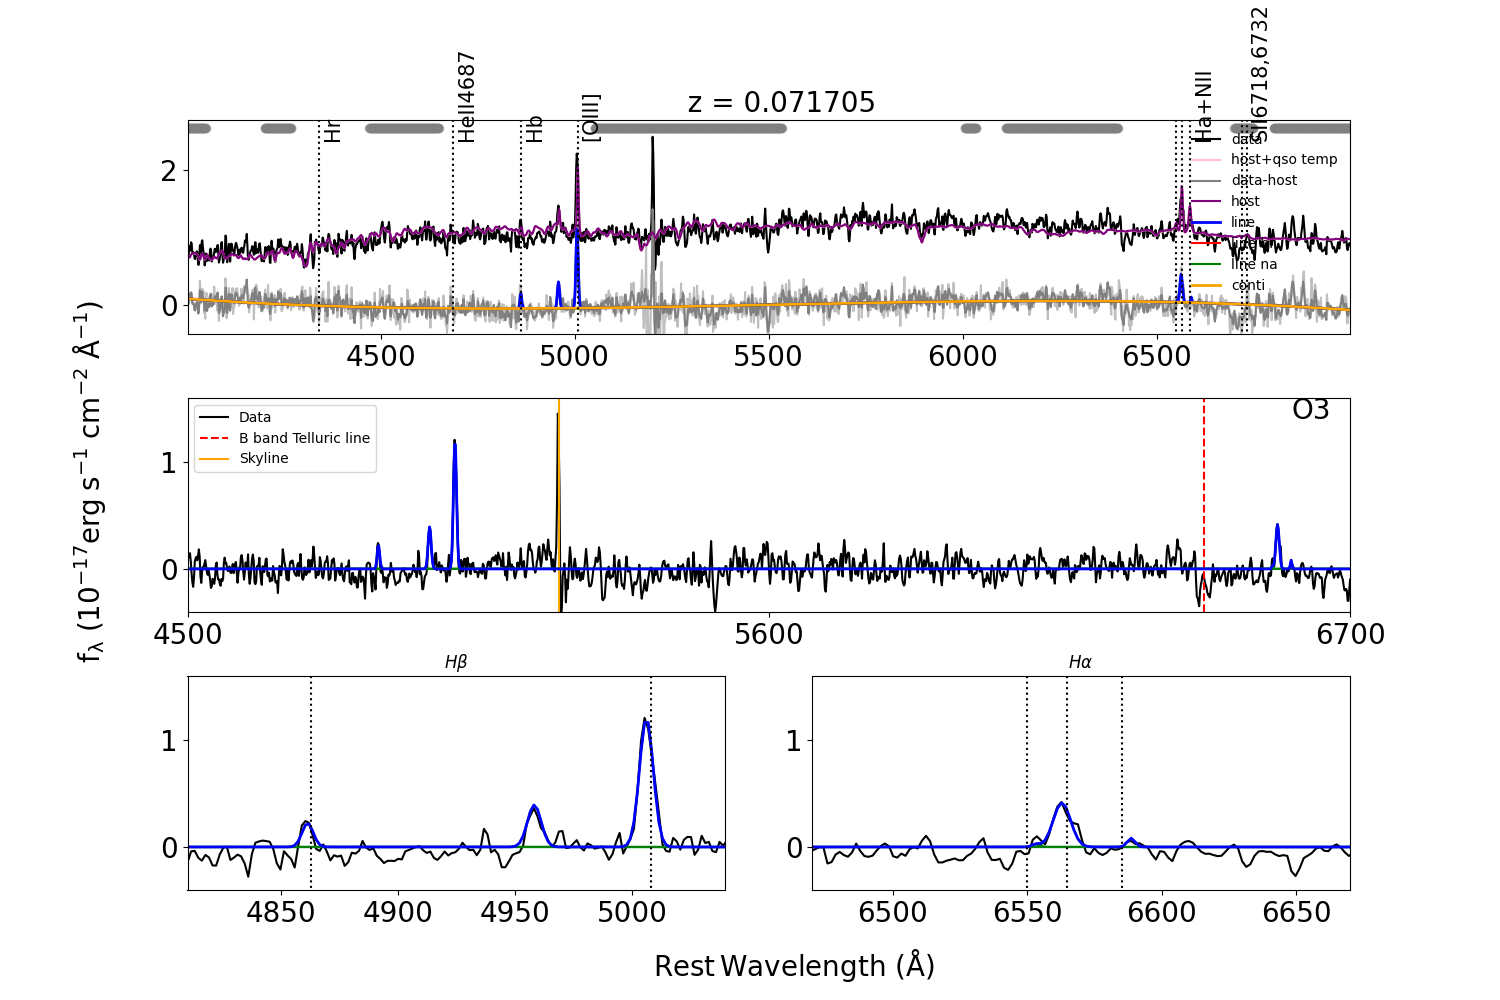 z = 0.071705
Hr
HeII4687
Hb
[OIII]
Ha+NII
SII6718,6732
data
host+qso temp
data-host
host
line
line na
conti
2
0
4500
5000
5500
6000
6500
fλ (10⁻¹⁷erg s⁻¹ cm⁻² Å⁻¹)
Data
B band Telluric line
Skyline
O3
1
0
4500
5600
6700
Hβ
1
0
4850
4900
4950
5000
Hα
1
0
6500
6550
6600
6650
Rest Wavelength (Å)